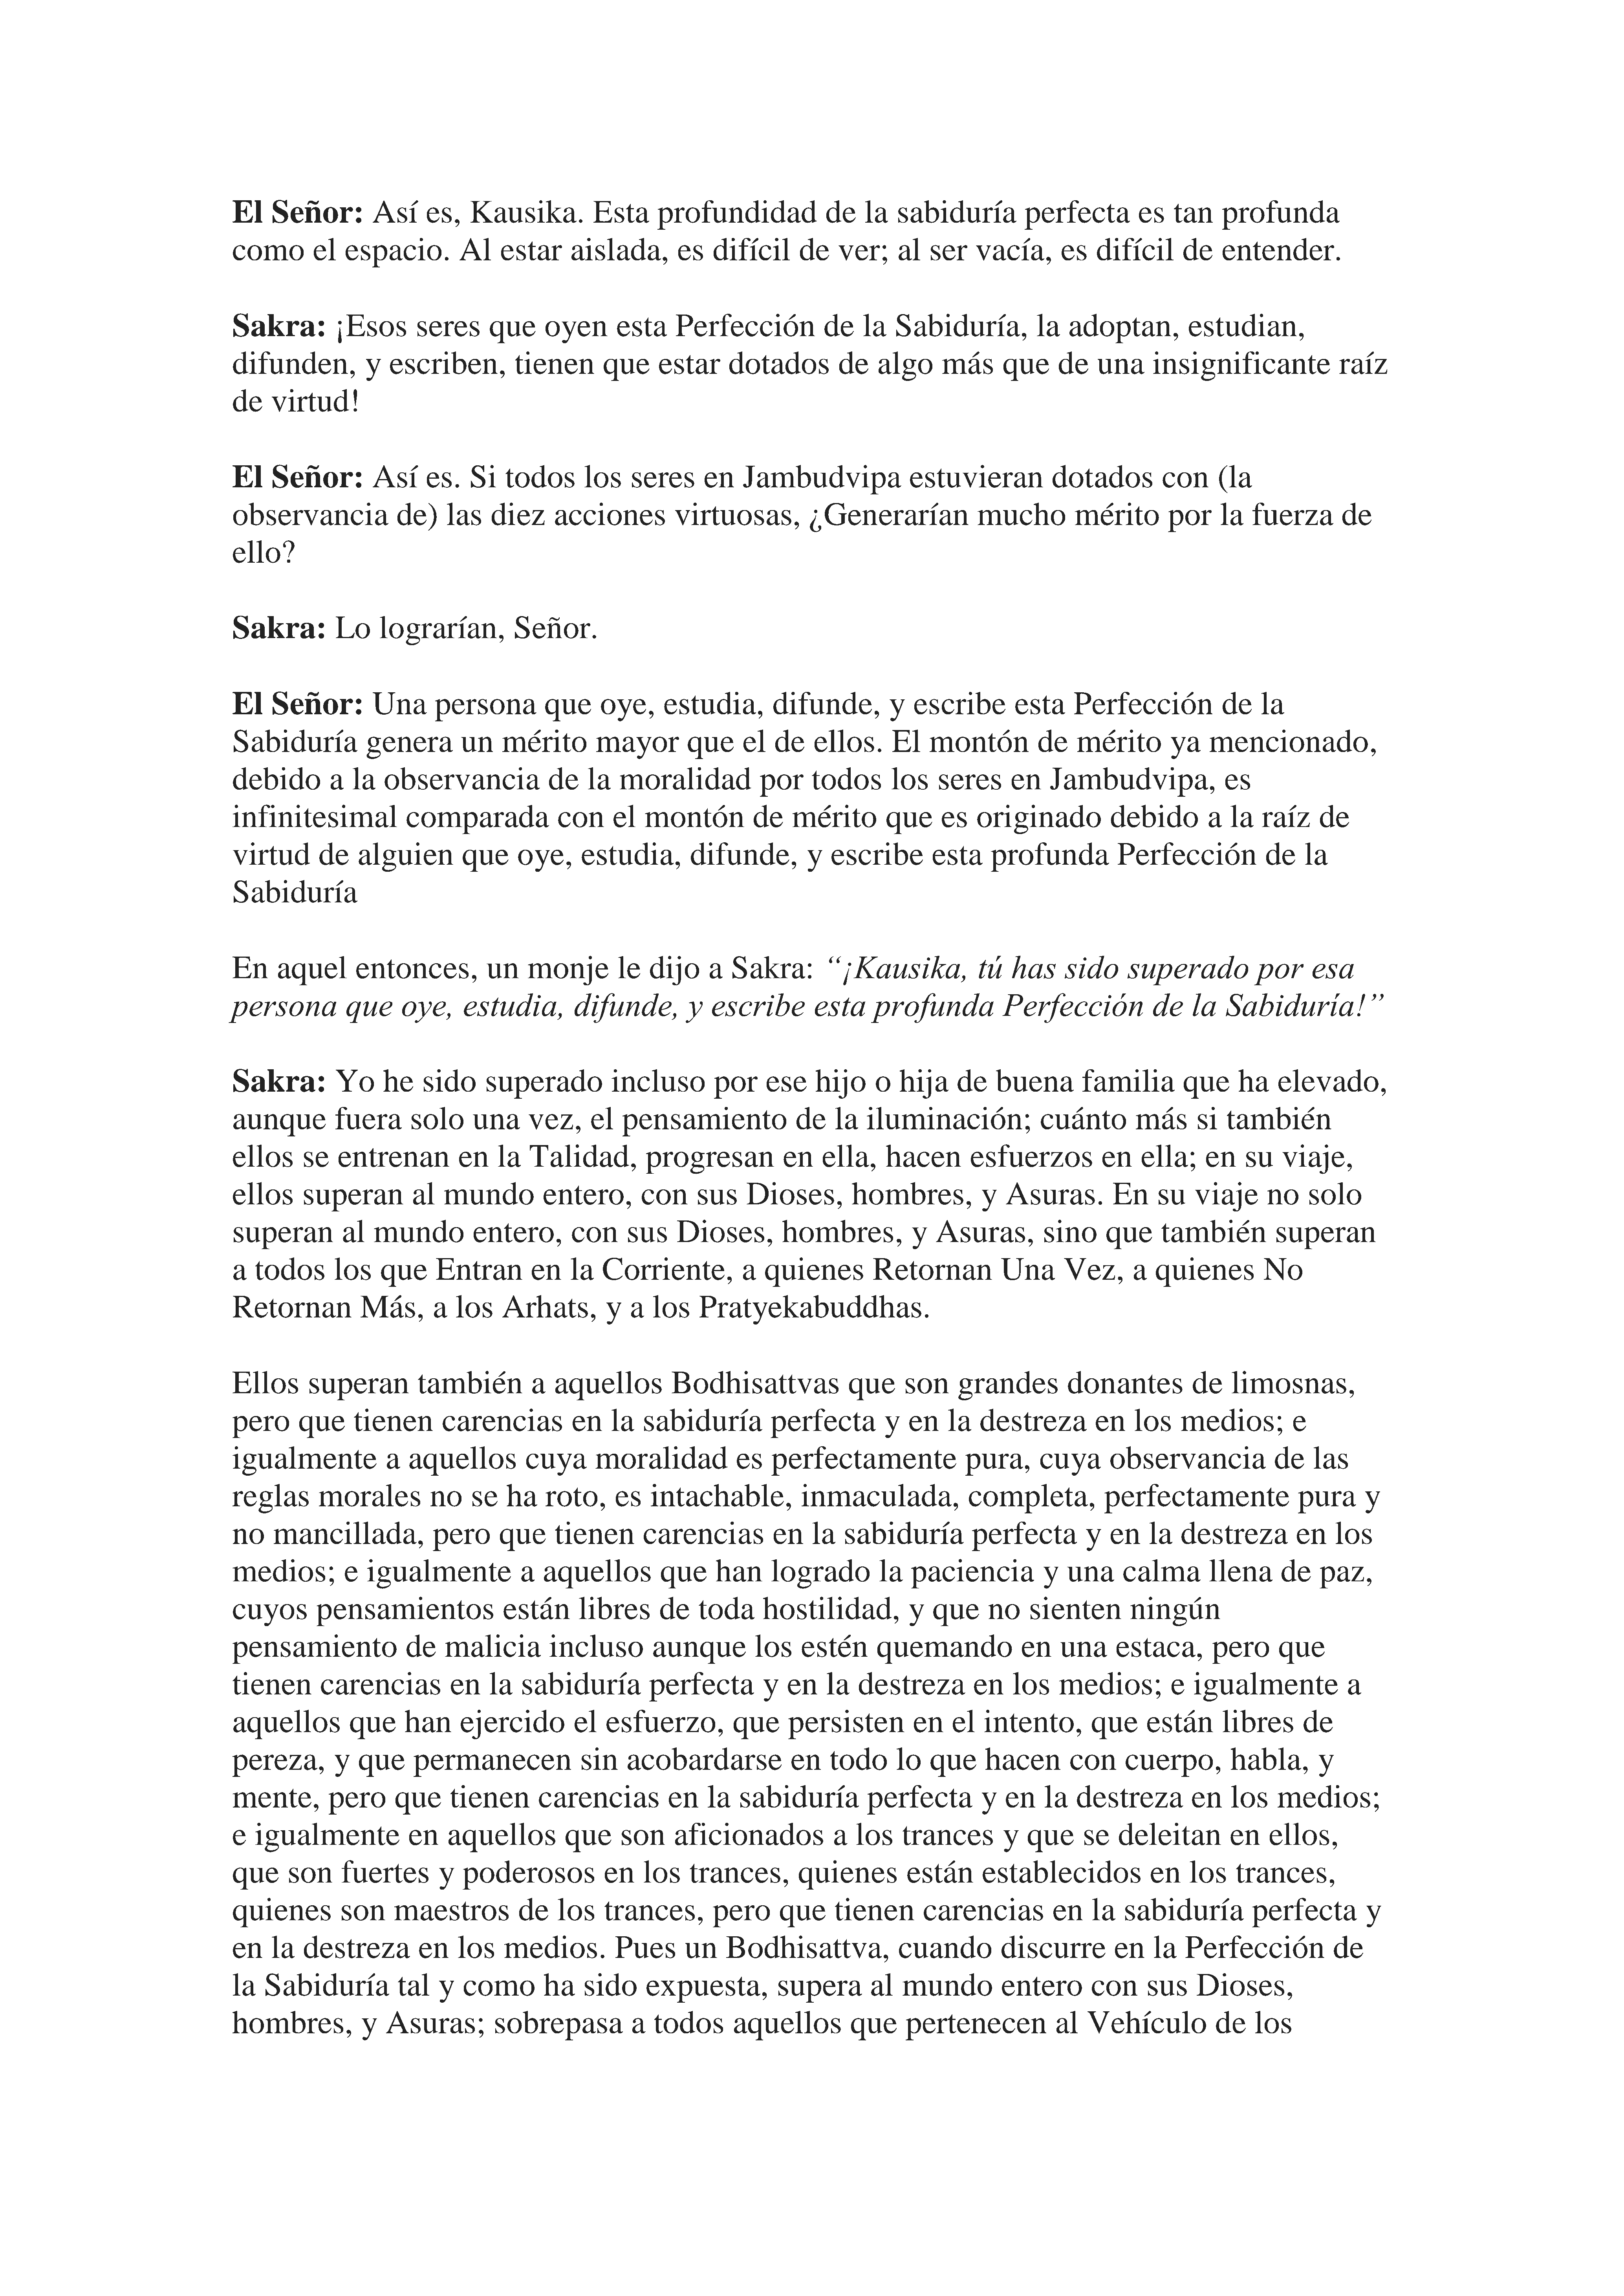 El Señor: Así es, Kausika. Esta profundidad de la sabiduría perfecta es tan profunda
como el espacio. Al estar aislada, es difícil de ver; al ser vacía, es difícil de entender.
Sakra: ¡Esos seres que oyen esta Perfección de la Sabiduría, la adoptan, estudian,
difunden, y escriben, tienen que estar dotados de algo más que de una insignificante raíz
de virtud!
El Señor: Así es. Si todos los seres en Jambudvipa estuvieran dotados con (la
observancia de) las diez acciones virtuosas, ¿Generarían mucho mérito por la fuerza de
ello?
Sakra: Lo lograrían, Señor.
El Señor: Una persona que oye, estudia, difunde, y escribe esta Perfección de la
Sabiduría genera un mérito mayor que el de ellos. El montón de mérito ya mencionado,
debido a la observancia de la moralidad por todos los seres en Jambudvipa, es
infinitesimal comparada con el montón de mérito que es originado debido a la raíz de
virtud de alguien que oye, estudia, difunde, y escribe esta profunda Perfección de la
Sabiduría
En aquel entonces, un monje le dijo a Sakra: “¡Kausika, tú has sido superado por esa
persona que oye, estudia, difunde, y escribe esta profunda Perfección de la Sabiduría!”
Sakra: Yo he sido superado incluso por ese hijo o hija de buena familia que ha elevado,
aunque fuera solo una vez, el pensamiento de la iluminación; cuánto más si también
ellos se entrenan en la Talidad, progresan en ella, hacen esfuerzos en ella; en su viaje,
ellos superan al mundo entero, con sus Dioses, hombres, y Asuras. En su viaje no solo
superan al mundo entero, con sus Dioses, hombres, y Asuras, sino que también superan
a todos los que Entran en la Corriente, a quienes Retornan Una Vez, a quienes No
Retornan Más, a los Arhats, y a los Pratyekabuddhas.
Ellos superan también a aquellos Bodhisattvas que son grandes donantes de limosnas,
pero que tienen carencias en la sabiduría perfecta y en la destreza en los medios; e
igualmente a aquellos cuya moralidad es perfectamente pura, cuya observancia de las
reglas morales no se ha roto, es intachable, inmaculada, completa, perfectamente pura y
no mancillada, pero que tienen carencias en la sabiduría perfecta y en la destreza en los
medios; e igualmente a aquellos que han logrado la paciencia y una calma llena de paz,
cuyos pensamientos están libres de toda hostilidad, y que no sienten ningún
pensamiento de malicia incluso aunque los estén quemando en una estaca, pero que
tienen carencias en la sabiduría perfecta y en la destreza en los medios; e igualmente a
aquellos que han ejercido el esfuerzo, que persisten en el intento, que están libres de
pereza, y que permanecen sin acobardarse en todo lo que hacen con cuerpo, habla, y
mente, pero que tienen carencias en la sabiduría perfecta y en la destreza en los medios;
e igualmente en aquellos que son aficionados a los trances y que se deleitan en ellos,
que son fuertes y poderosos en los trances, quienes están establecidos en los trances,
quienes son maestros de los trances, pero que tienen carencias en la sabiduría perfecta y
en la destreza en los medios. Pues un Bodhisattva, cuando discurre en la Perfección de
la Sabiduría tal y como ha sido expuesta, supera al mundo entero con sus Dioses,
hombres, y Asuras; sobrepasa a todos aquellos que pertenecen al Vehículo de los